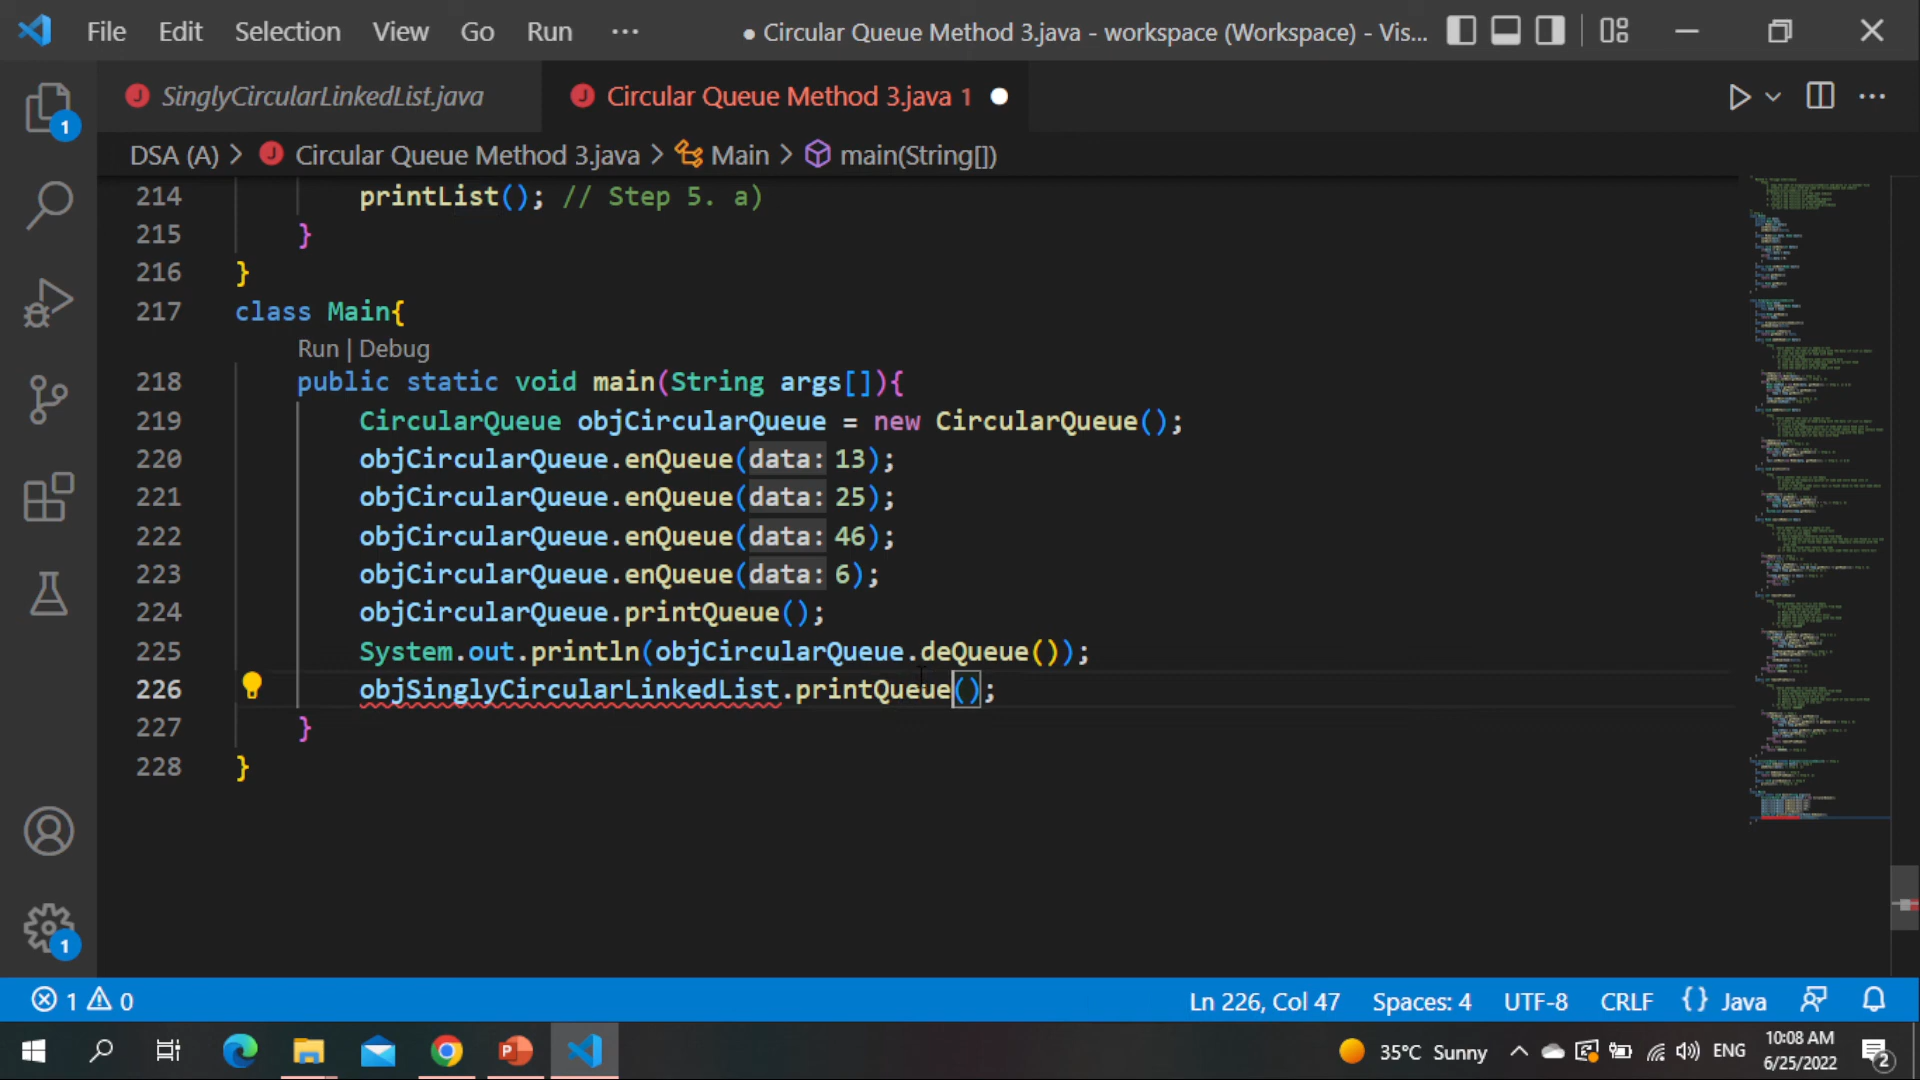 File Edit Selection View Go Run ··· ● Circular Queue Method 3.java - workspace (Workspace) - Vis...
SinglyCircularLinkedList.java Circular Queue Method 3.java 1
DSA (A) > Circular Queue Method 3.java > Main > main(String[])
214 printList(); // Step 5. a)
215 }
216 }
217 class Main{
Run | Debug
218 public static void main(String args[]){
219 CircularQueue objCircularQueue = new CircularQueue();
220 objCircularQueue.enQueue(data: 13);
221 objCircularQueue.enQueue(data: 25);
222 objCircularQueue.enQueue(data: 46);
223 objCircularQueue.enQueue(data: 6);
224 objCircularQueue.printQueue();
225 System.out.println(objCircularQueue.deQueue());
226 objSinglyCircularLinkedList.printQueue();
227 }
228 }
1
1
1 0 Ln 226, Col 47 Spaces: 4 UTF-8 CRLF {} Java
35°C Sunny ENG 10:08 AM
6/25/2022 2